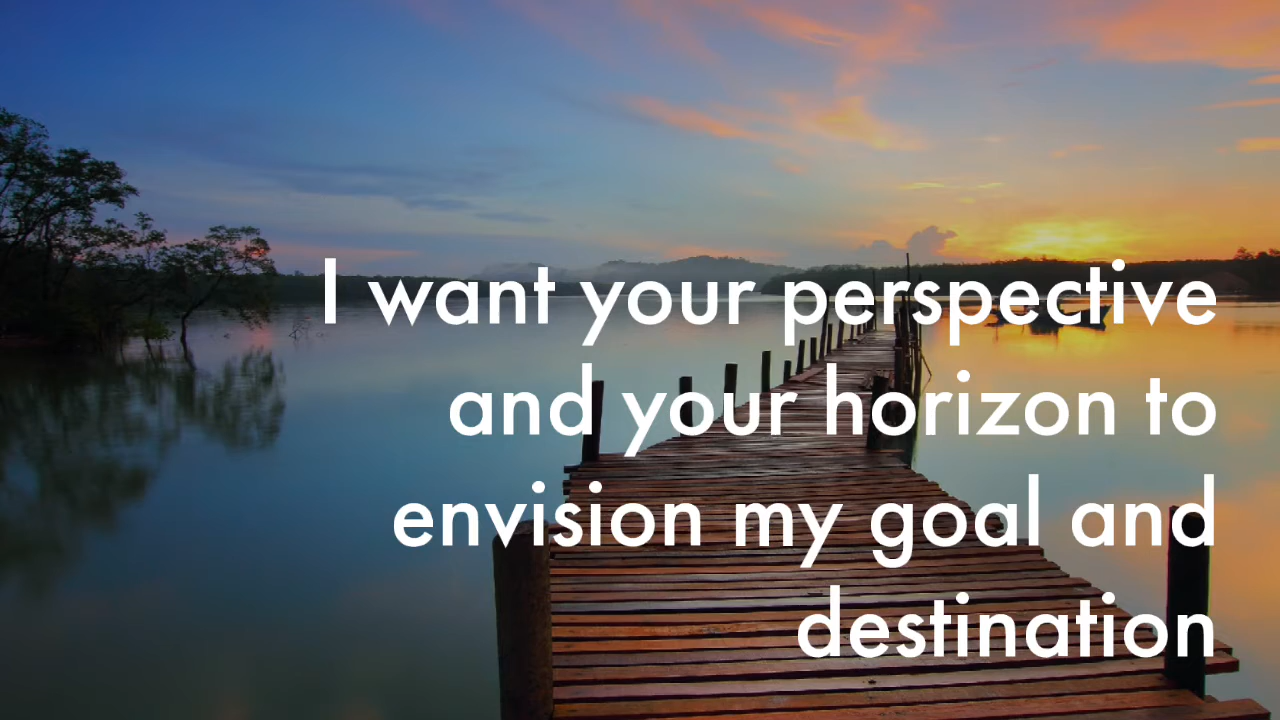 I want your perspective
and your horizon to
envision my goal and
destination